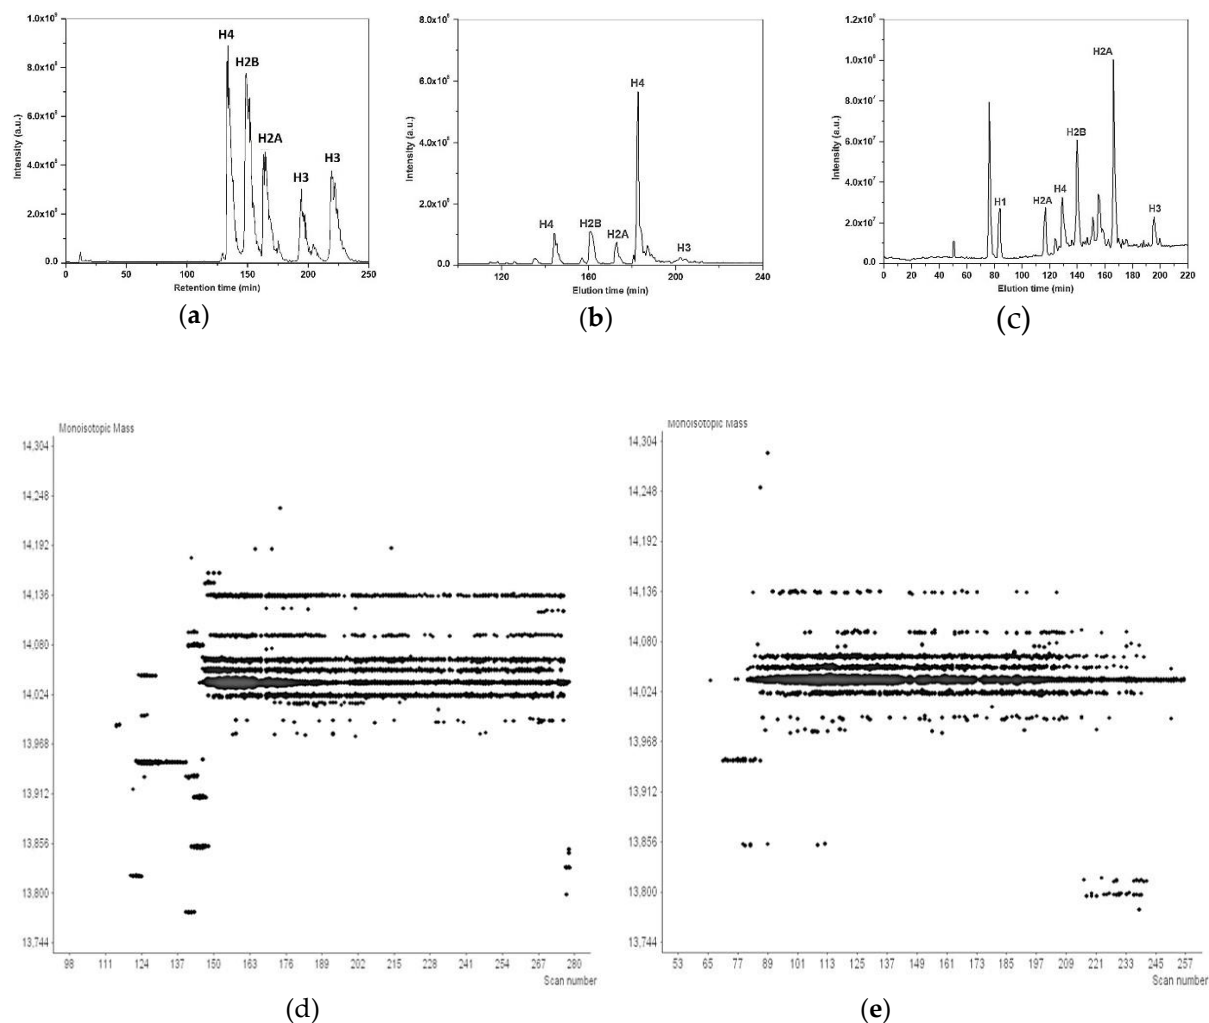 1.0x10⁹
8.0x10⁸
6.0x10⁸
4.0x10⁸
2.0x10⁸
0.0
Intensity (a.u.)
H4
H2B
H2A
H3
H3
0 50 100 150 200 250
Retention time (min)
(a)
8.0x10⁸
6.0x10⁸
4.0x10⁸
2.0x10⁸
0.0
Intensity (a.u.)
H4
H2B
H2A
H4
H3
120 160 200 240
Elution time (min)
(b)
1.2x10⁸
1.0x10⁸
8.0x10⁷
6.0x10⁷
4.0x10⁷
2.0x10⁷
0.0
Intensity (a.u.)
H1
H2A
H4
H2B
H2A
H3
0 20 40 60 80 100 120 140 160 180 200 220
Elution time (min)
(c)
Monoisotopic Mass
14,304
14,248
14,192
14,136
14,080
14,024
13,968
13,912
13,856
13,800
13,744
98 111 124 137 150 163 176 189 202 215 228 241 254 267 280
Scan number
(d)
Monoisotopic Mass
14,304
14,248
14,192
14,136
14,080
14,024
13,968
13,912
13,856
13,800
13,744
53 65 77 89 101 113 125 137 149 161 173 185 197 209 221 233 245 257
Scan number
(e)